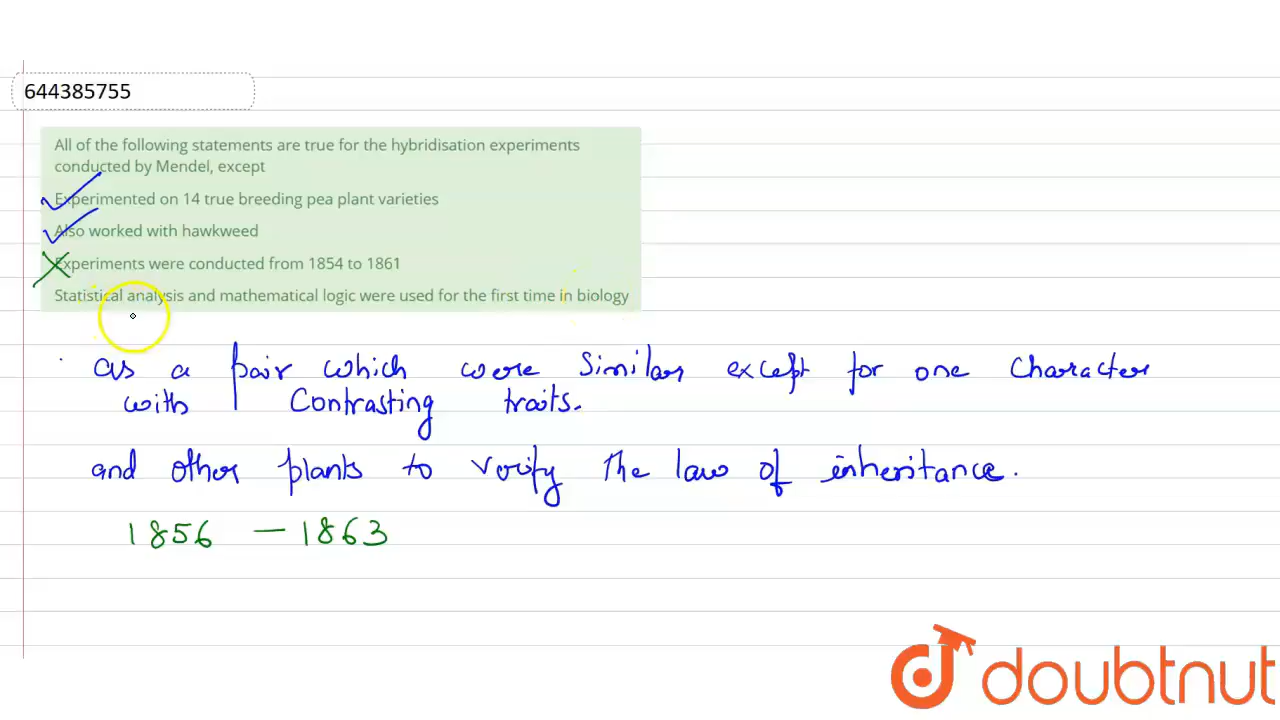 644385755
All of the following statements are true for the hybridisation experiments
conducted by Mendel, except
Experimented on 14 true breeding pea plant varieties
Also worked with hawkweed
Experiments were conducted from 1854 to 1861
Statistical analysis and mathematical logic were used for the first time in biology
as a pair which were similar except for one character
with contrasting traits.
and other plants to verify the law of inheritance.
1856 – 1863
doubtnut